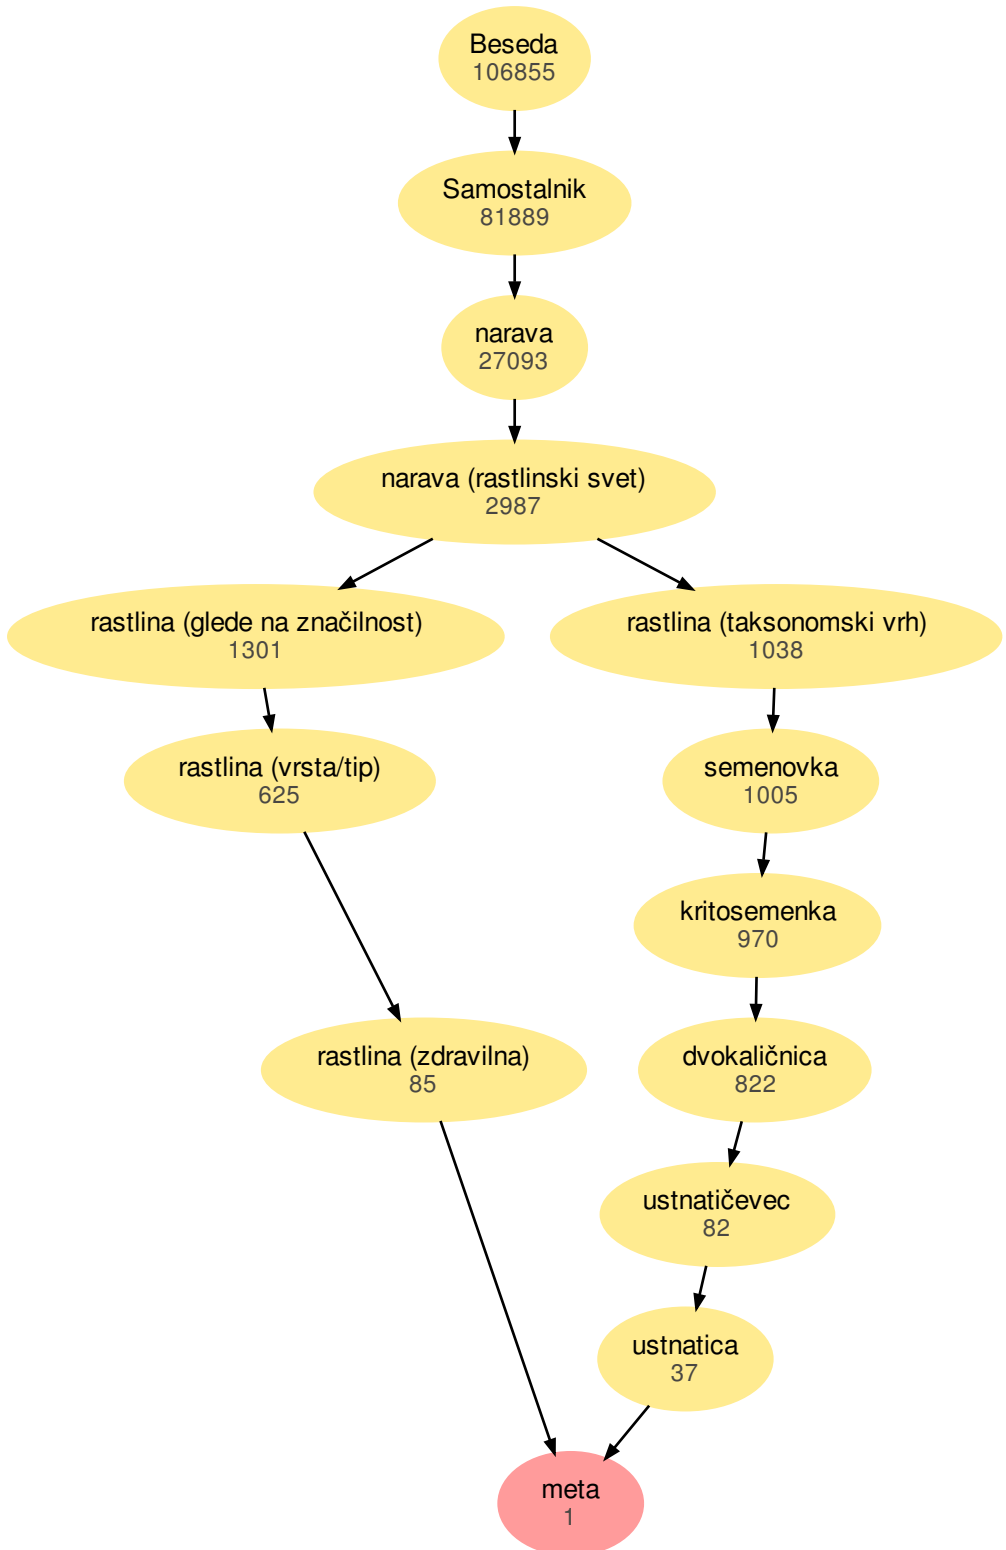 Beseda
106855
Samostalnik
81889
narava
27093
narava (rastlinski svet)
2987
rastlina (glede na značilnost)
1301
rastlina (taksonomski vrh)
1038
rastlina (vrsta/tip)
625
semenovka
1005
kritosemenka
970
rastlina (zdravilna)
85
dvokaličnica
822
ustnatičevec
82
ustnatica
37
meta
1